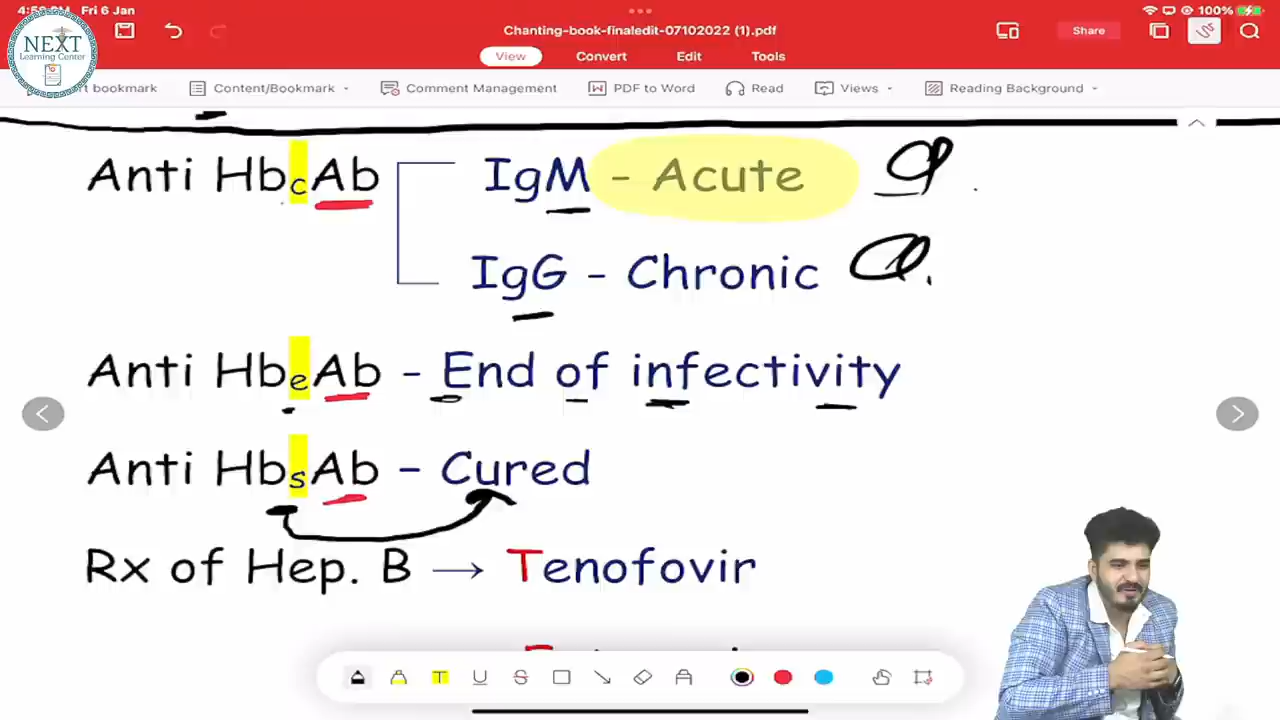 4:58 PM Fri 6 Jan
100%
NEXT
Learning Center
Chanting-book-finaledit-07102022 (1).pdf
Share
View Convert Edit Tools
bookmark Content/Bookmark Comment Management PDF to Word Read Views Reading Background
Anti HbcAb IgM - Acute
IgG - Chronic
Anti HbeAb - End of infectivity
Anti HbsAb - Cured
Rx of Hep. B → Tenofovir